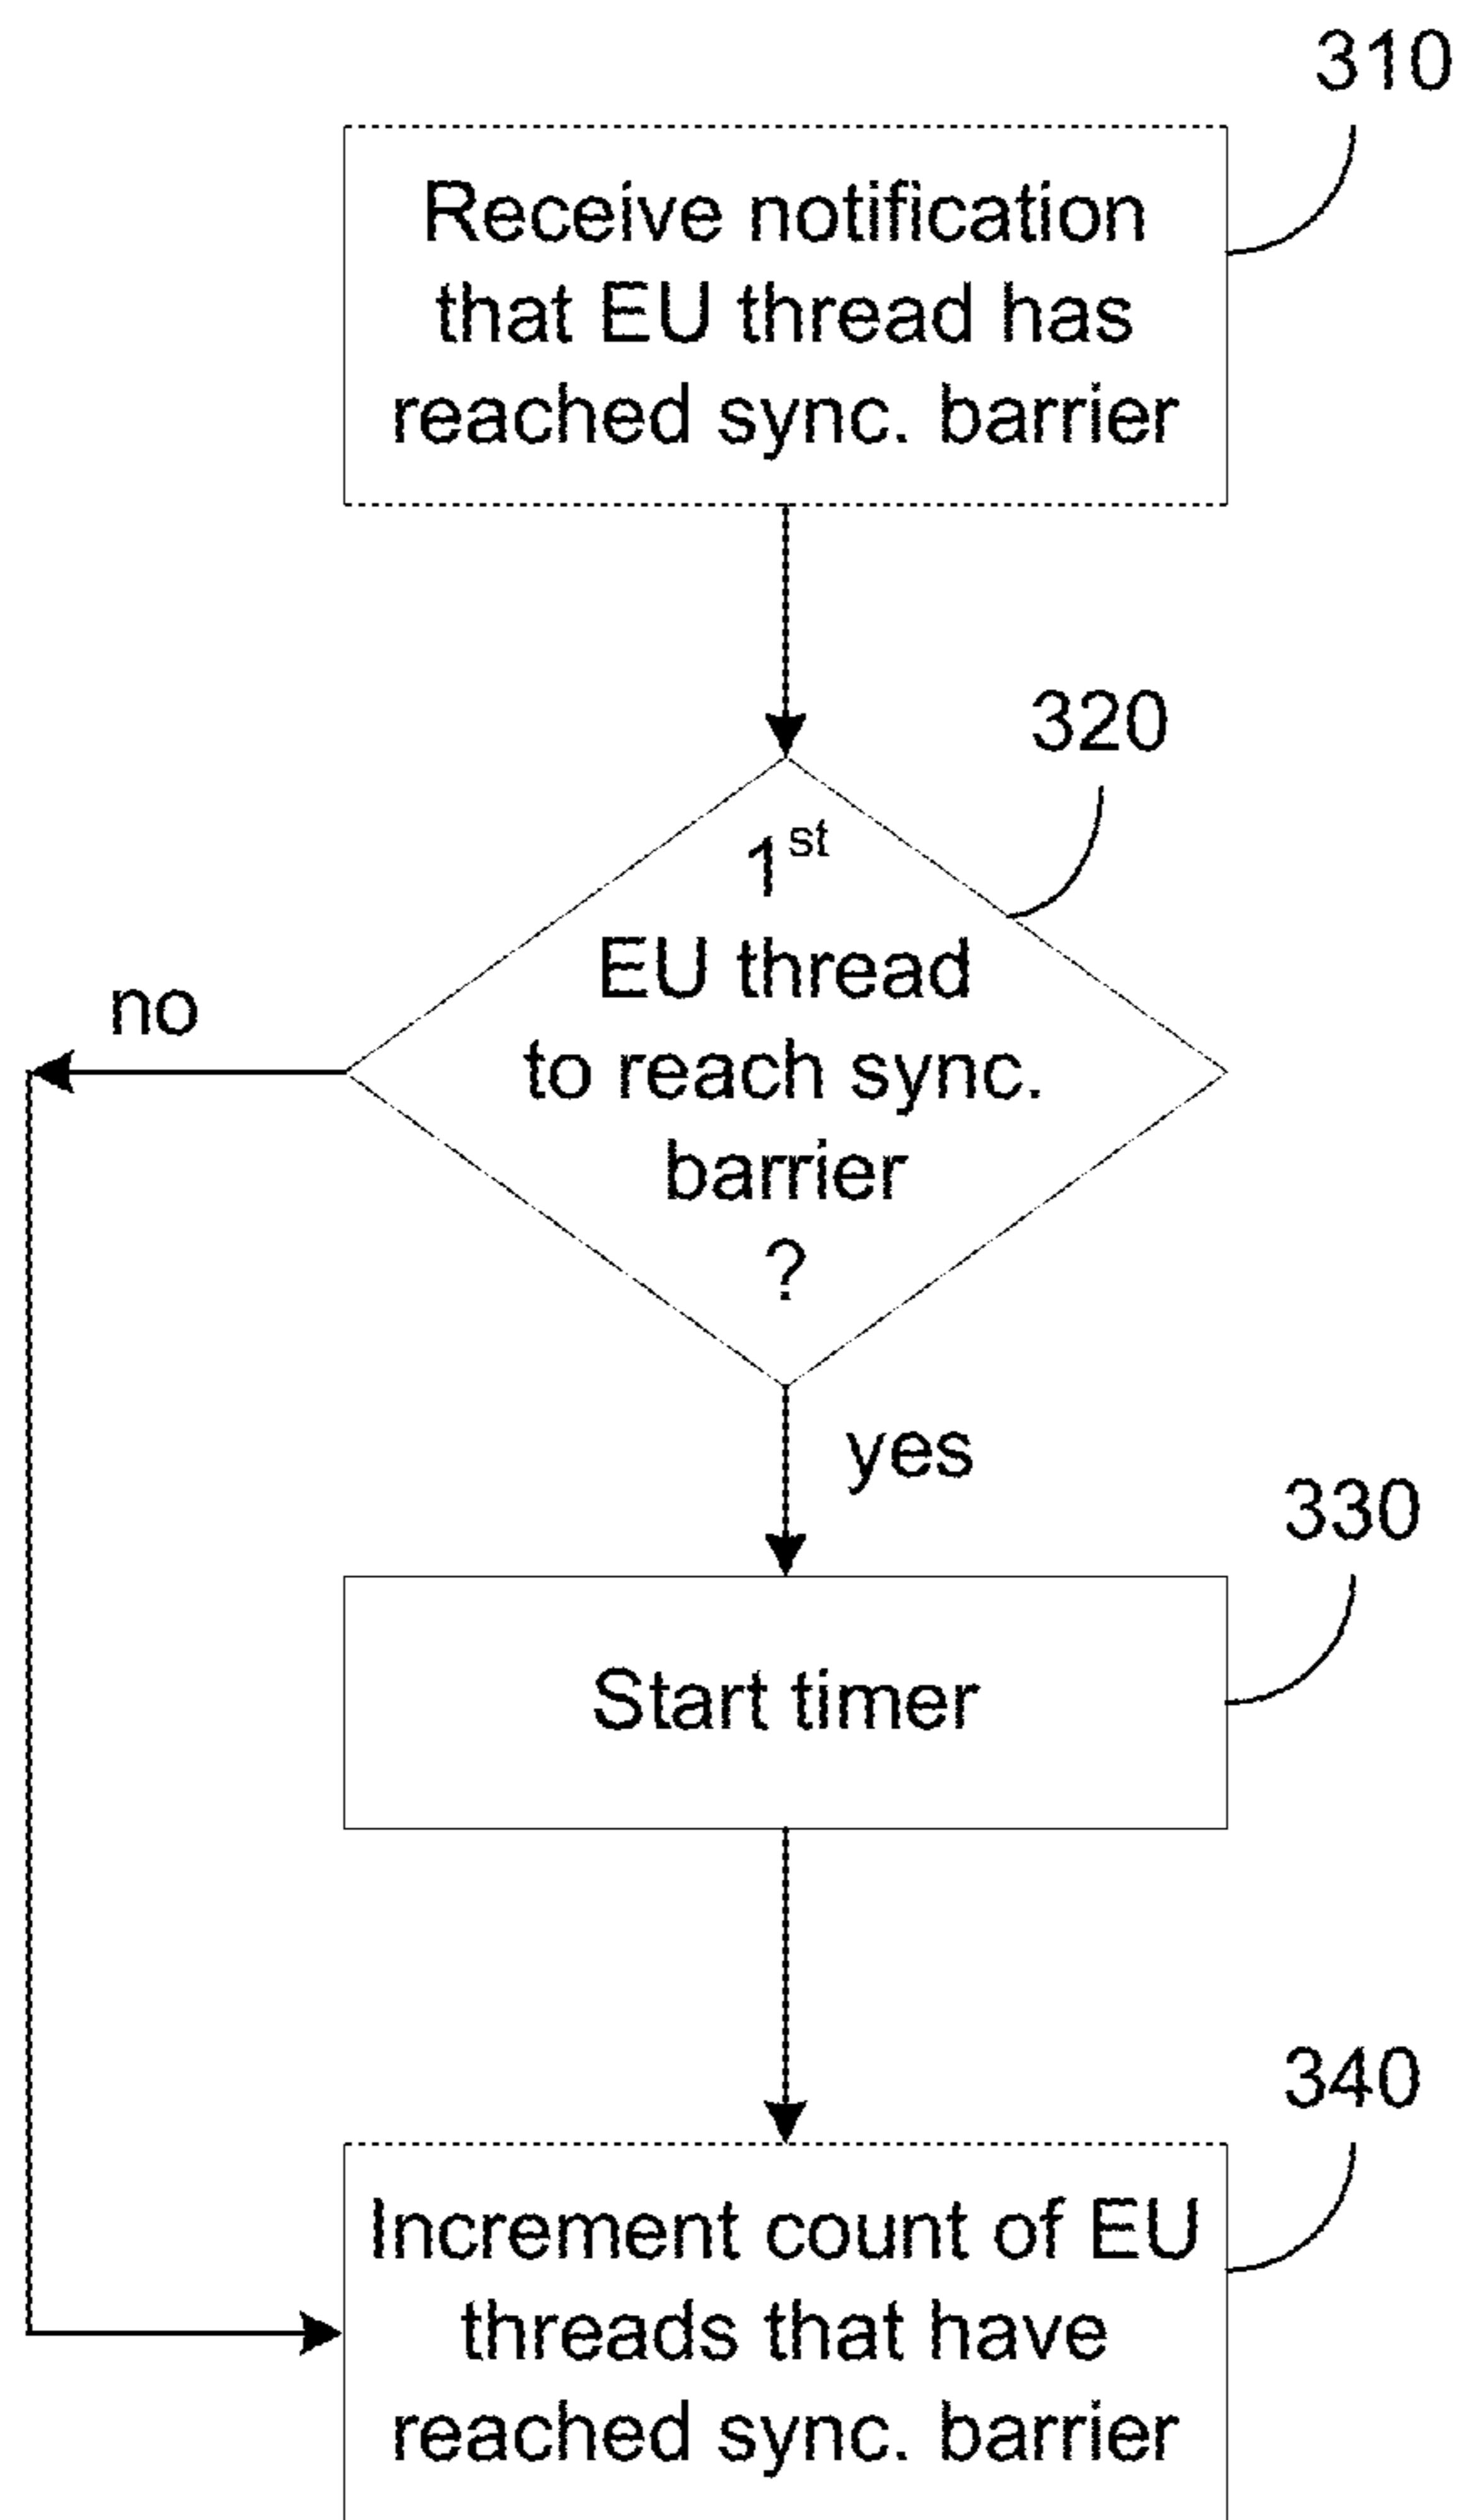 310
Receive notification
that EU thread has
reached sync. barrier
320
1st
EU thread
to reach sync.
barrier
?
no
yes
330
Start timer
340
Increment count of EU
threads that have
reached sync. barrier